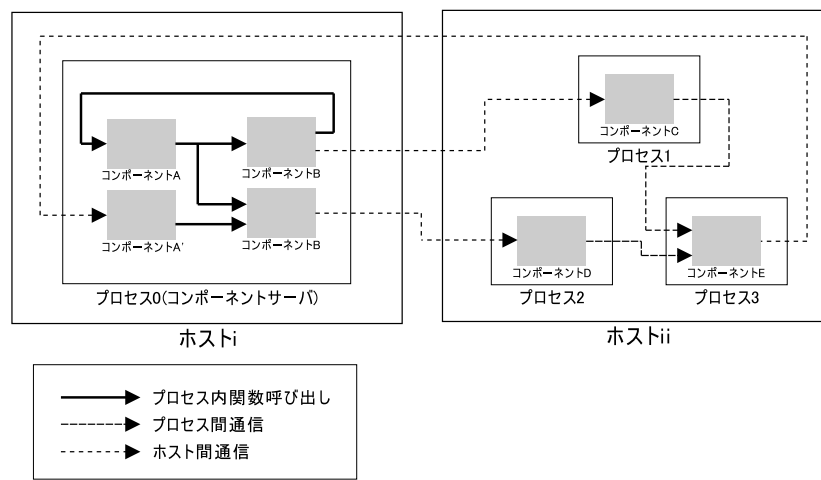 コンポーネントA
コンポーネントB
コンポーネントA'
コンポーネントB
プロセス0(コンポーネントサーバ)
ホストi
コンポーネントC
プロセス1
コンポーネントD
プロセス2
コンポーネントE
プロセス3
ホストii
プロセス内関数呼び出し
プロセス間通信
ホスト間通信